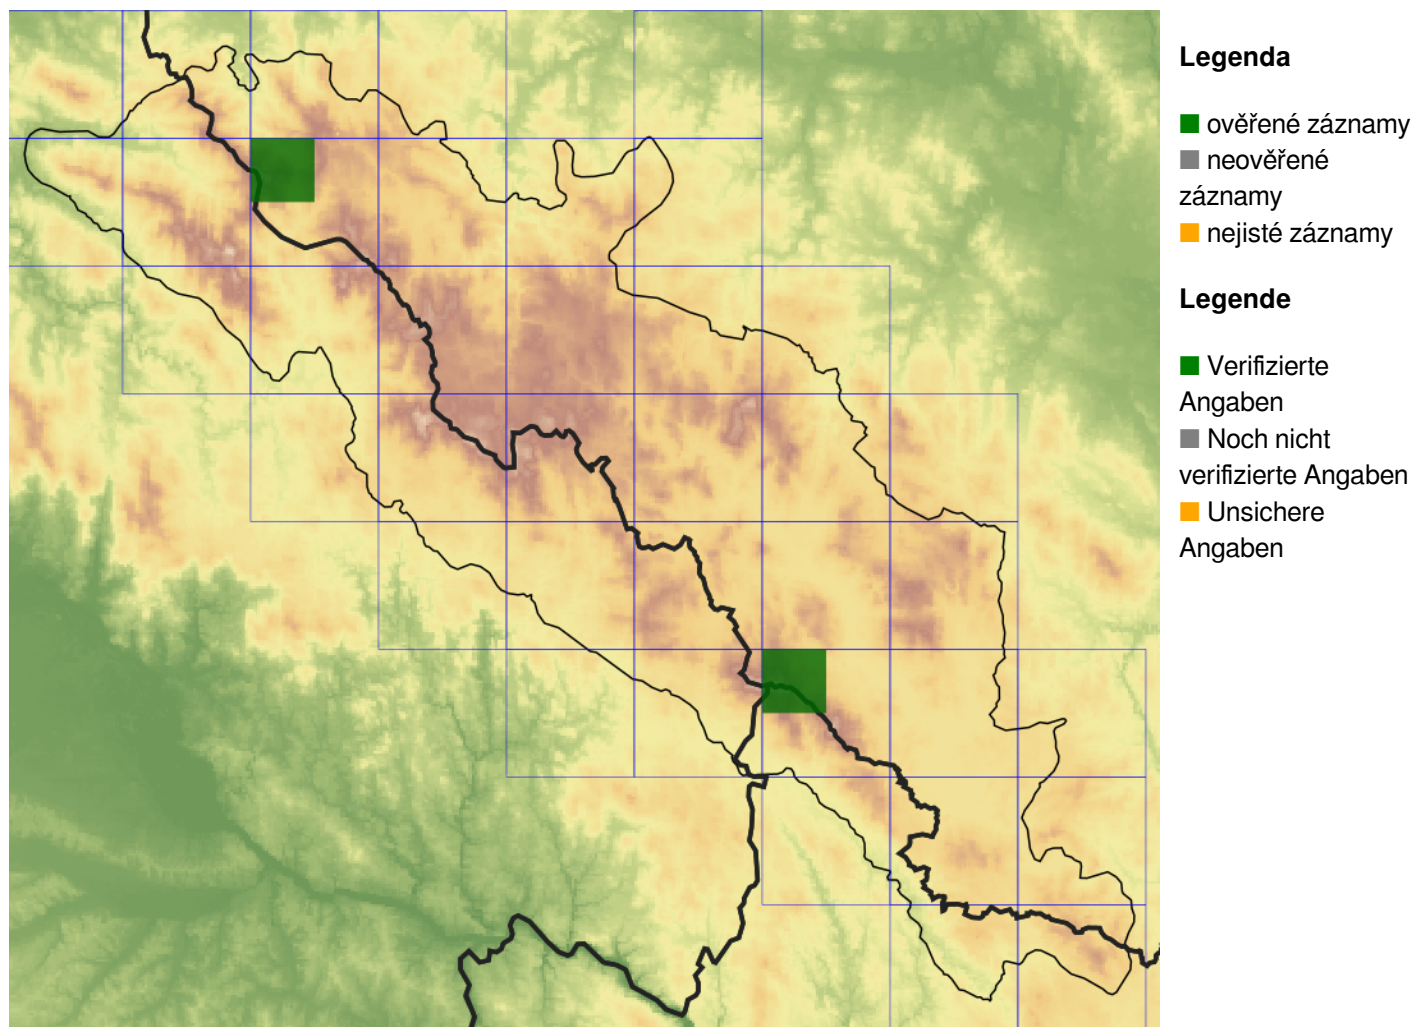 Legenda
ověřené záznamy
neověřené
záznamy
nejisté záznamy
Legende
Verifizierte
Angaben
Noch nicht
verifizierte Angaben
Unsichere
Angaben